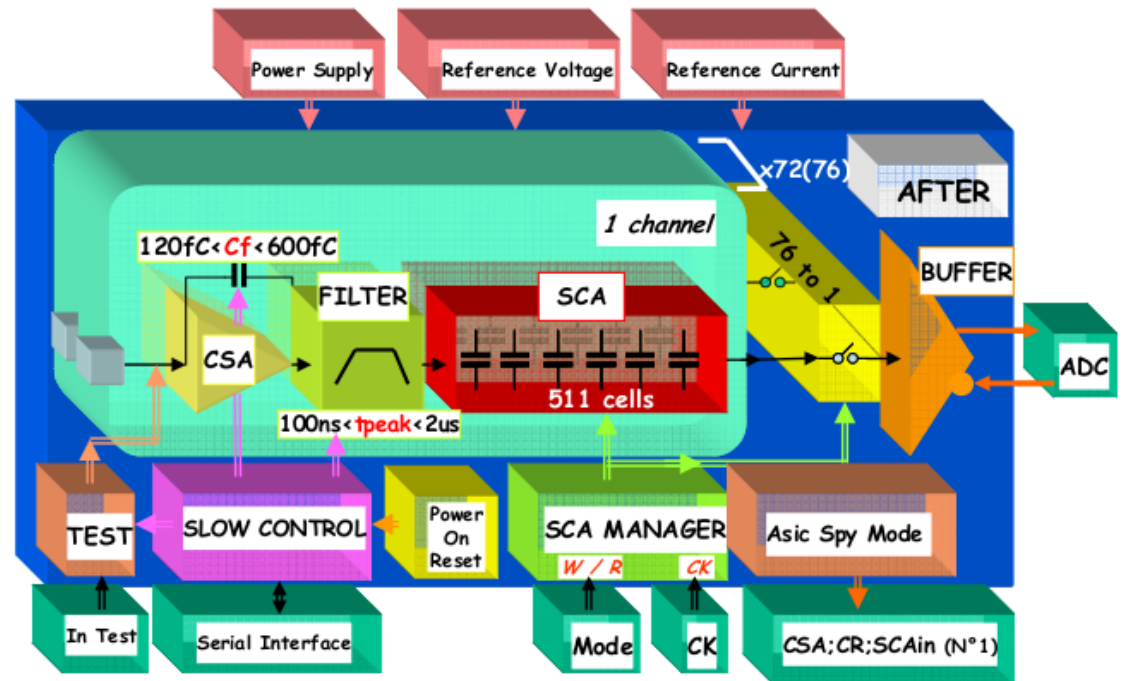 Power Supply
Reference Voltage
Reference Current
x72(76)
AFTER
1 channel
120fC<Cf<600fC
76 to 1
BUFFER
FILTER
SCA
CSA
ADC
511 cells
100ns<tpeak<2us
TEST
SLOW CONTROL
Power
On
Reset
SCA MANAGER
W / R
CK
Asic Spy Mode
In Test
Serial Interface
Mode
CK
CSA;CR;SCAin (N°1)